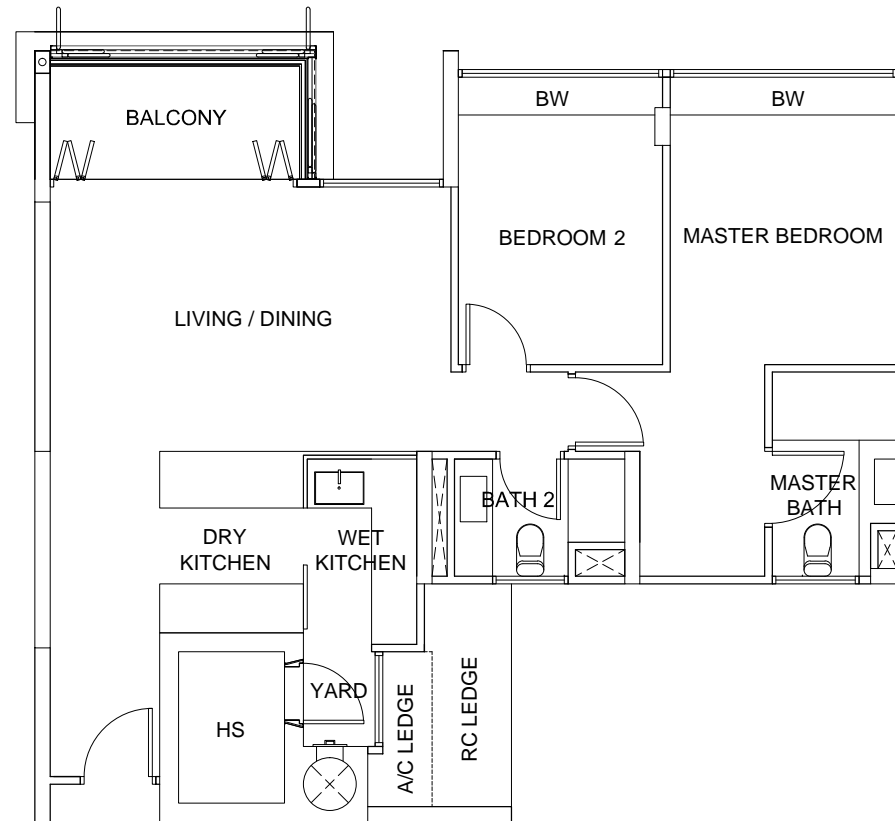 BW
BW
BALCONY
BEDROOM 2
MASTER BEDROOM
LIVING / DINING
MASTER
BATH
BATH 2
DRY
KITCHEN
WET
KITCHEN
YARD
HS
A/C LEDGE
RC LEDGE